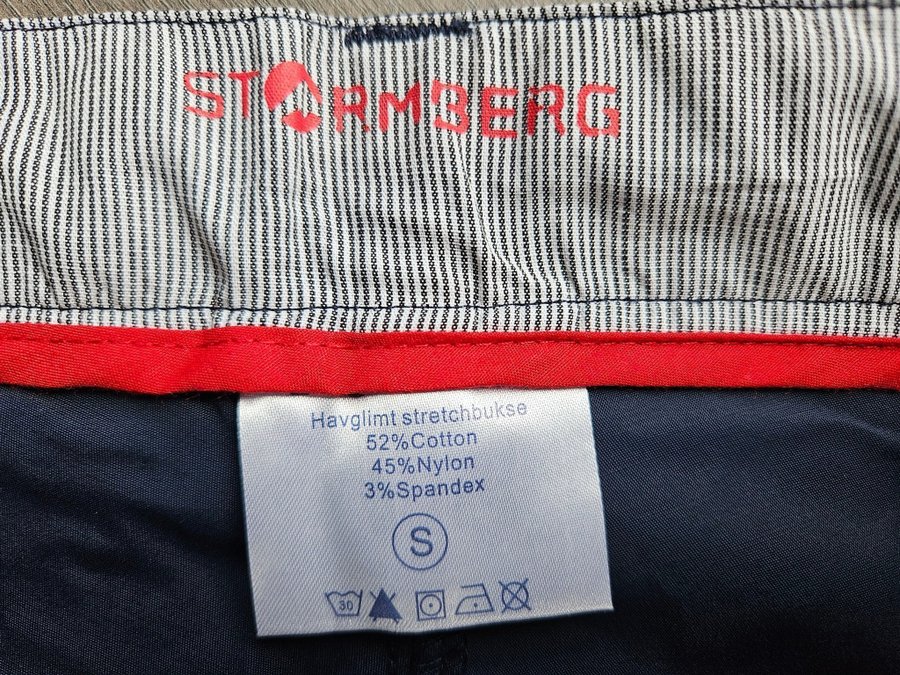 STORMBERG
Havglimt stretchbukse
52%Cotton
45%Nylon
3%Spandex
S
30